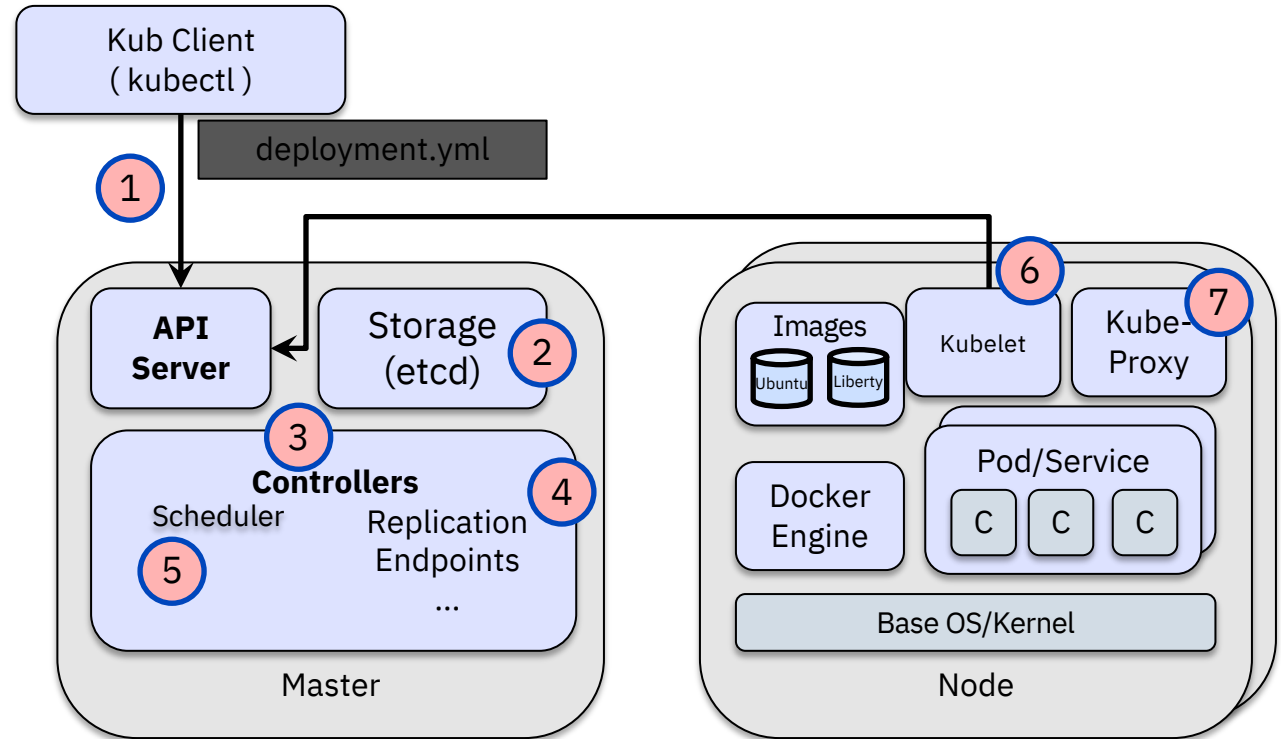 Kub Client
( kubectl )
deployment.yml
1
API
Server
Storage
(etcd)
2
3
Controllers
4
Scheduler
Replication
Endpoints
...
5
Master
6
7
Images
Ubuntu
Liberty
Kubelet
Kube-
Proxy
Docker
Engine
Pod/Service
C C C
Base OS/Kernel
Node